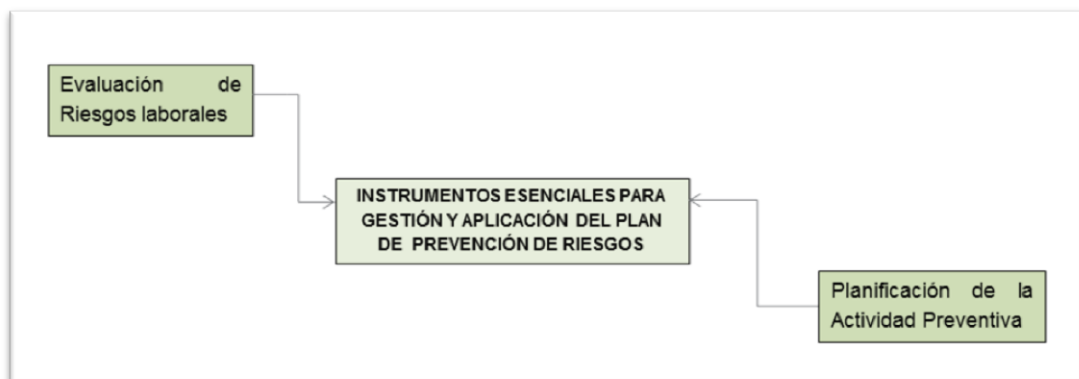 Evaluación de
Riesgos laborales
INSTRUMENTOS ESENCIALES PARA
GESTIÓN Y APLICACIÓN DEL PLAN
DE PREVENCIÓN DE RIESGOS
Planificación de la
Actividad Preventiva